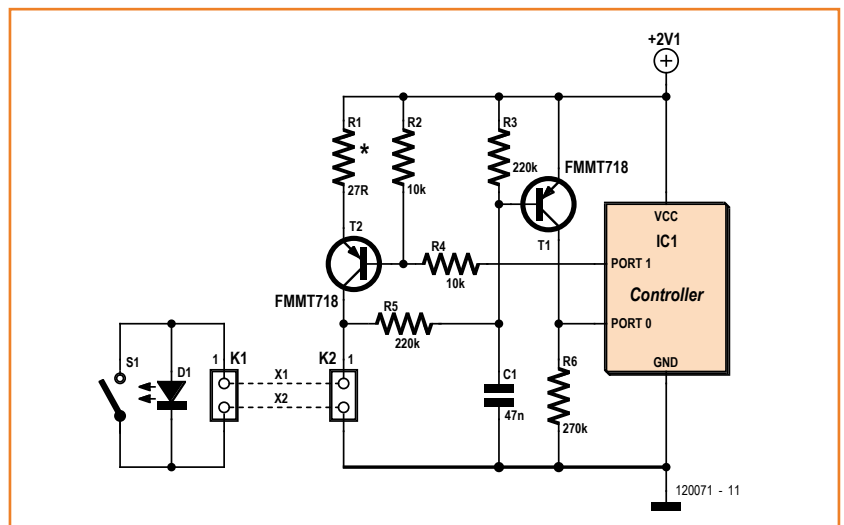 +2V1
R1
*
27R
R2
10k
R3
220k
FMMT718
T1
T2
FMMT718
R4
10k
R5
220k
VCC
IC1
PORT 1
Controller
PORT 0
GND
S1
D1
1 K1
X1
X2
K2 1
C1
47n
R6
270k
120071 - 11